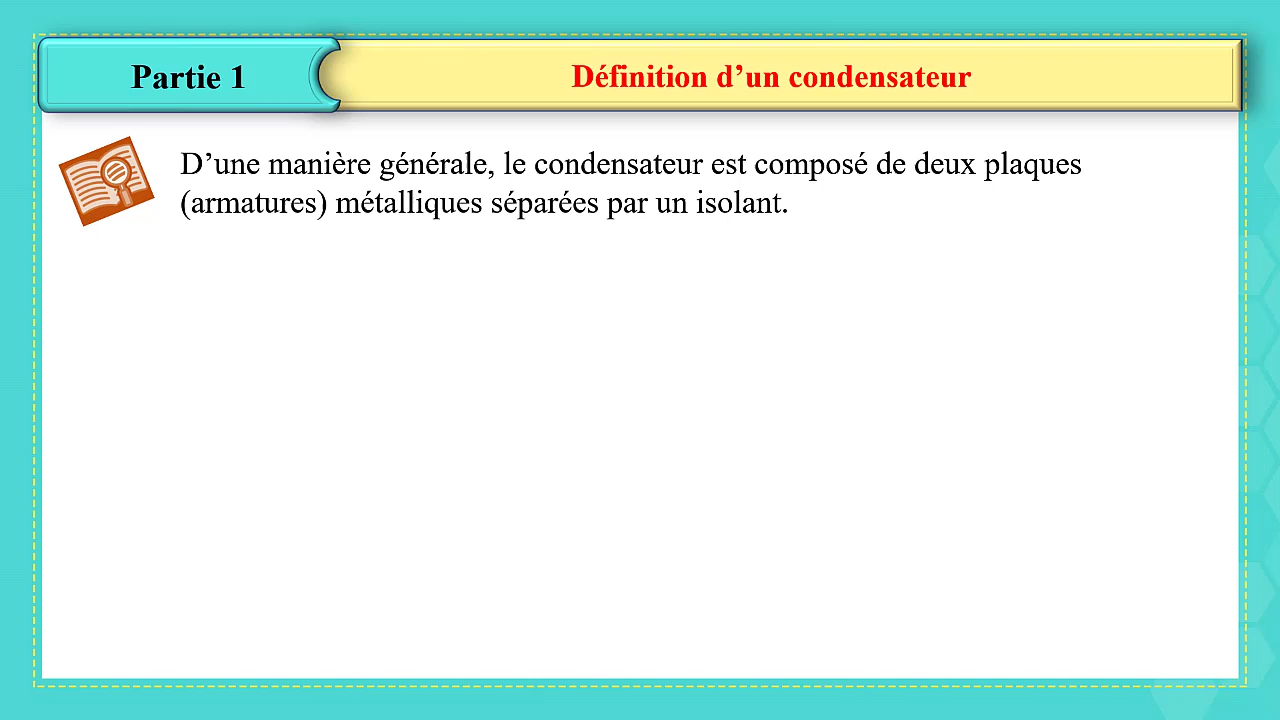 Partie 1
Définition d’un condensateur
D’une manière générale, le condensateur est composé de deux plaques
(armatures) métalliques séparées par un isolant.